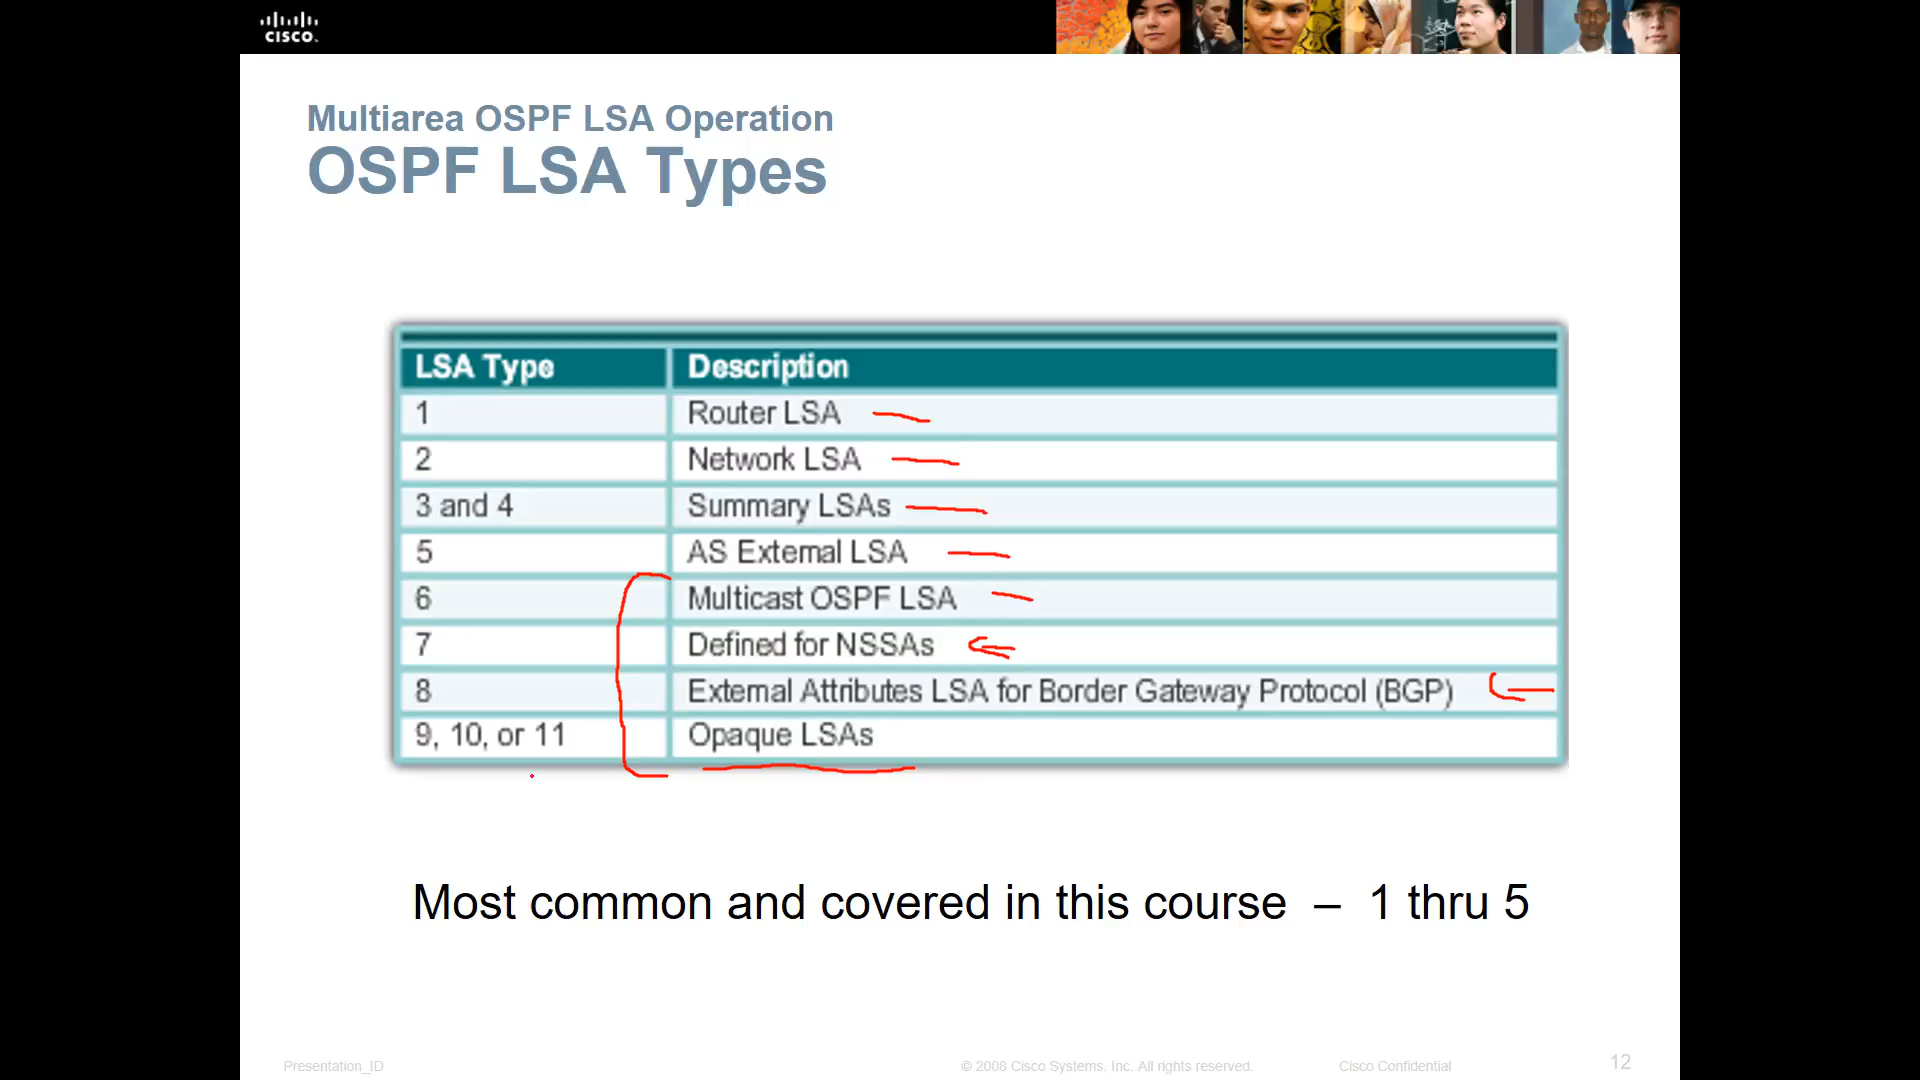 CISCO.
Multiarea OSPF LSA Operation
OSPF LSA Types
LSA Type Description
1 Router LSA
2 Network LSA
3 and 4 Summary LSAs
5 AS External LSA
6 Multicast OSPF LSA
7 Defined for NSSAs
8 External Attributes LSA for Border Gateway Protocol (BGP)
9, 10, or 11 Opaque LSAs
Most common and covered in this course – 1 thru 5
Presentation_ID © 2008 Cisco Systems, Inc. All rights reserved. Cisco Confidential 12